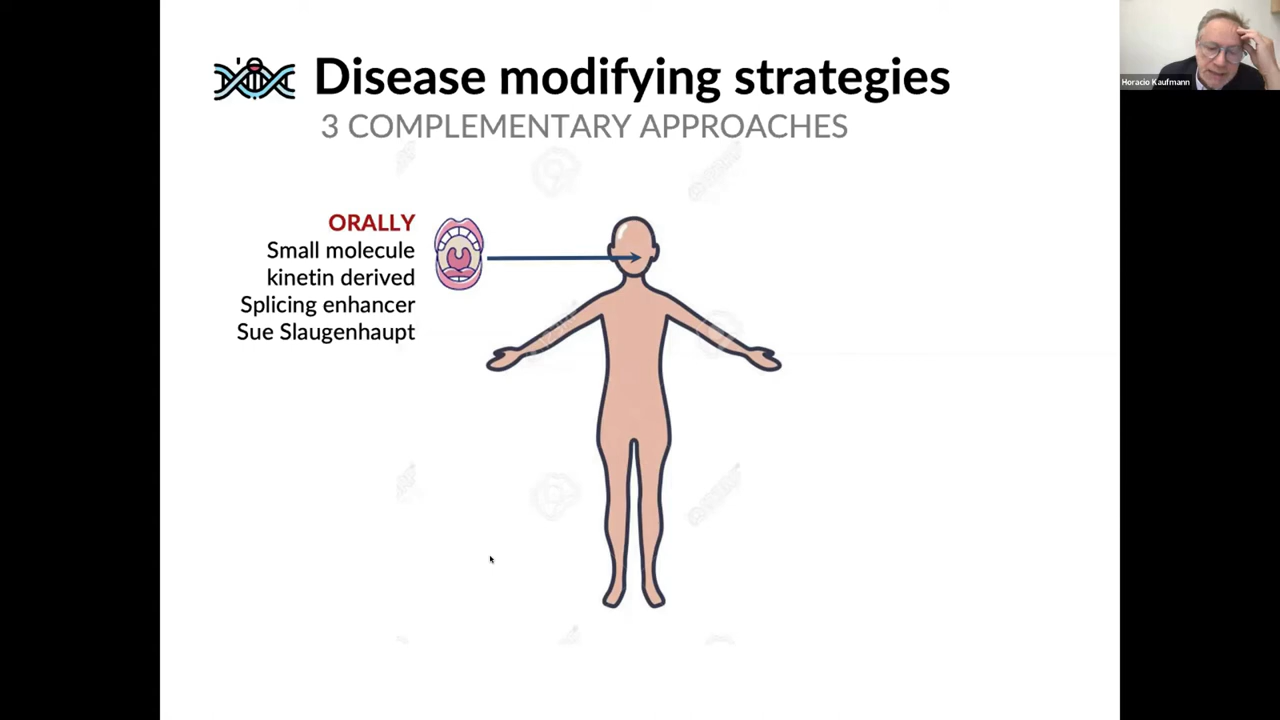 Disease modifying strategies
3 COMPLEMENTARY APPROACHES
ORALLY
Small molecule
kinetin derived
Splicing enhancer
Sue Slaugenhaupt
Horacio Kaufmann